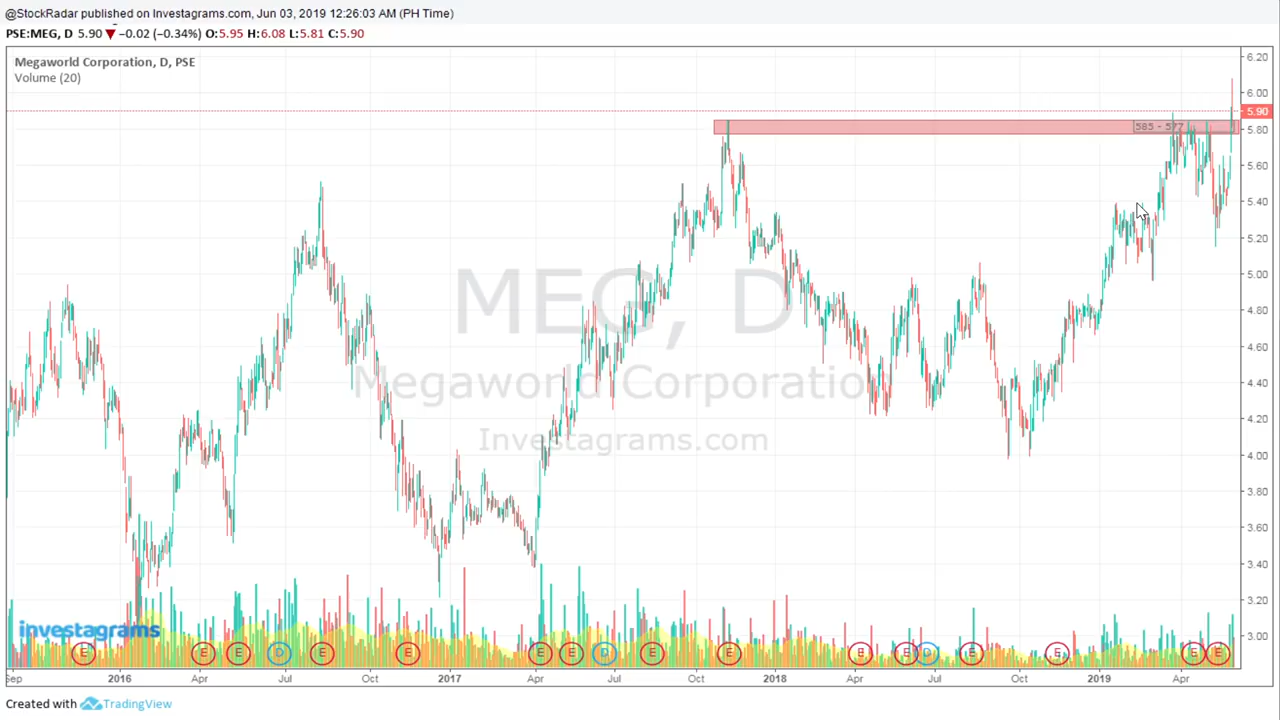 @StockRadar published on Investagrams.com, Jun 03, 2019 12:26:03 AM (PH Time)
PSE:MEG, D 5.90 ▼ −0.02 (−0.34%) O:5.95 H:6.08 L:5.81 C:5.90
Megaworld Corporation, D, PSE
Volume (20)
6.20
6.00
5.90
5.80
585 - 577
5.60
5.40
5.20
5.00
4.80
4.60
4.40
4.20
4.00
3.80
3.60
3.40
3.20
3.00
MEG, D
Megaworld Corporation
Investagrams.com
investagrams
E E E D E E E E D E E E E D E E E E
Sep 2016 Apr Jul Oct 2017 Apr Jul Oct 2018 Apr Jul Oct 2019 Apr
Created with TradingView